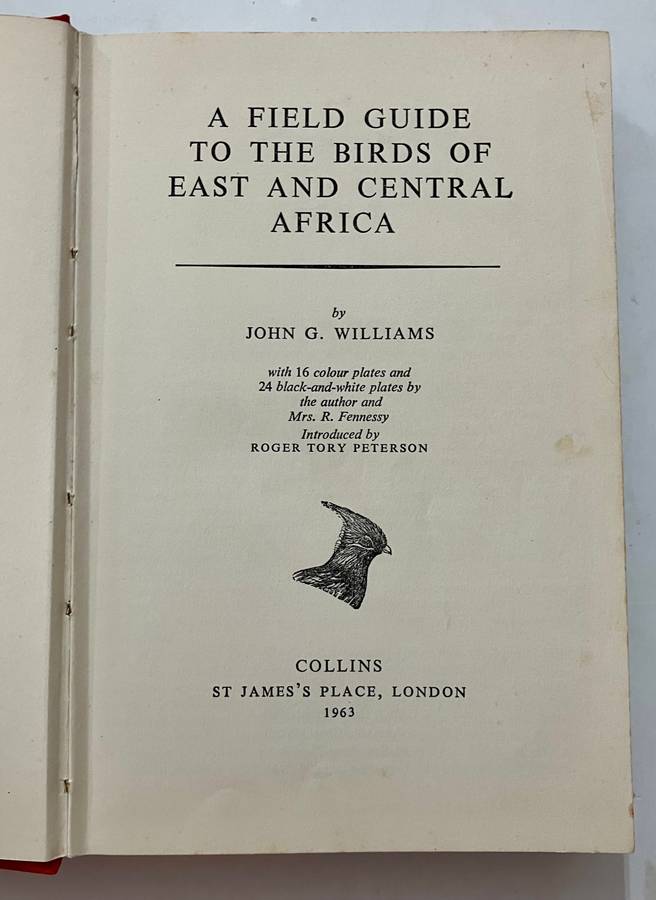 A FIELD GUIDE
TO THE BIRDS OF
EAST AND CENTRAL
AFRICA
by
JOHN G. WILLIAMS
with 16 colour plates and
24 black-and-white plates by
the author and
Mrs. R. Fennessy
Introduced by
ROGER TORY PETERSON
COLLINS
ST JAMES'S PLACE, LONDON
1963